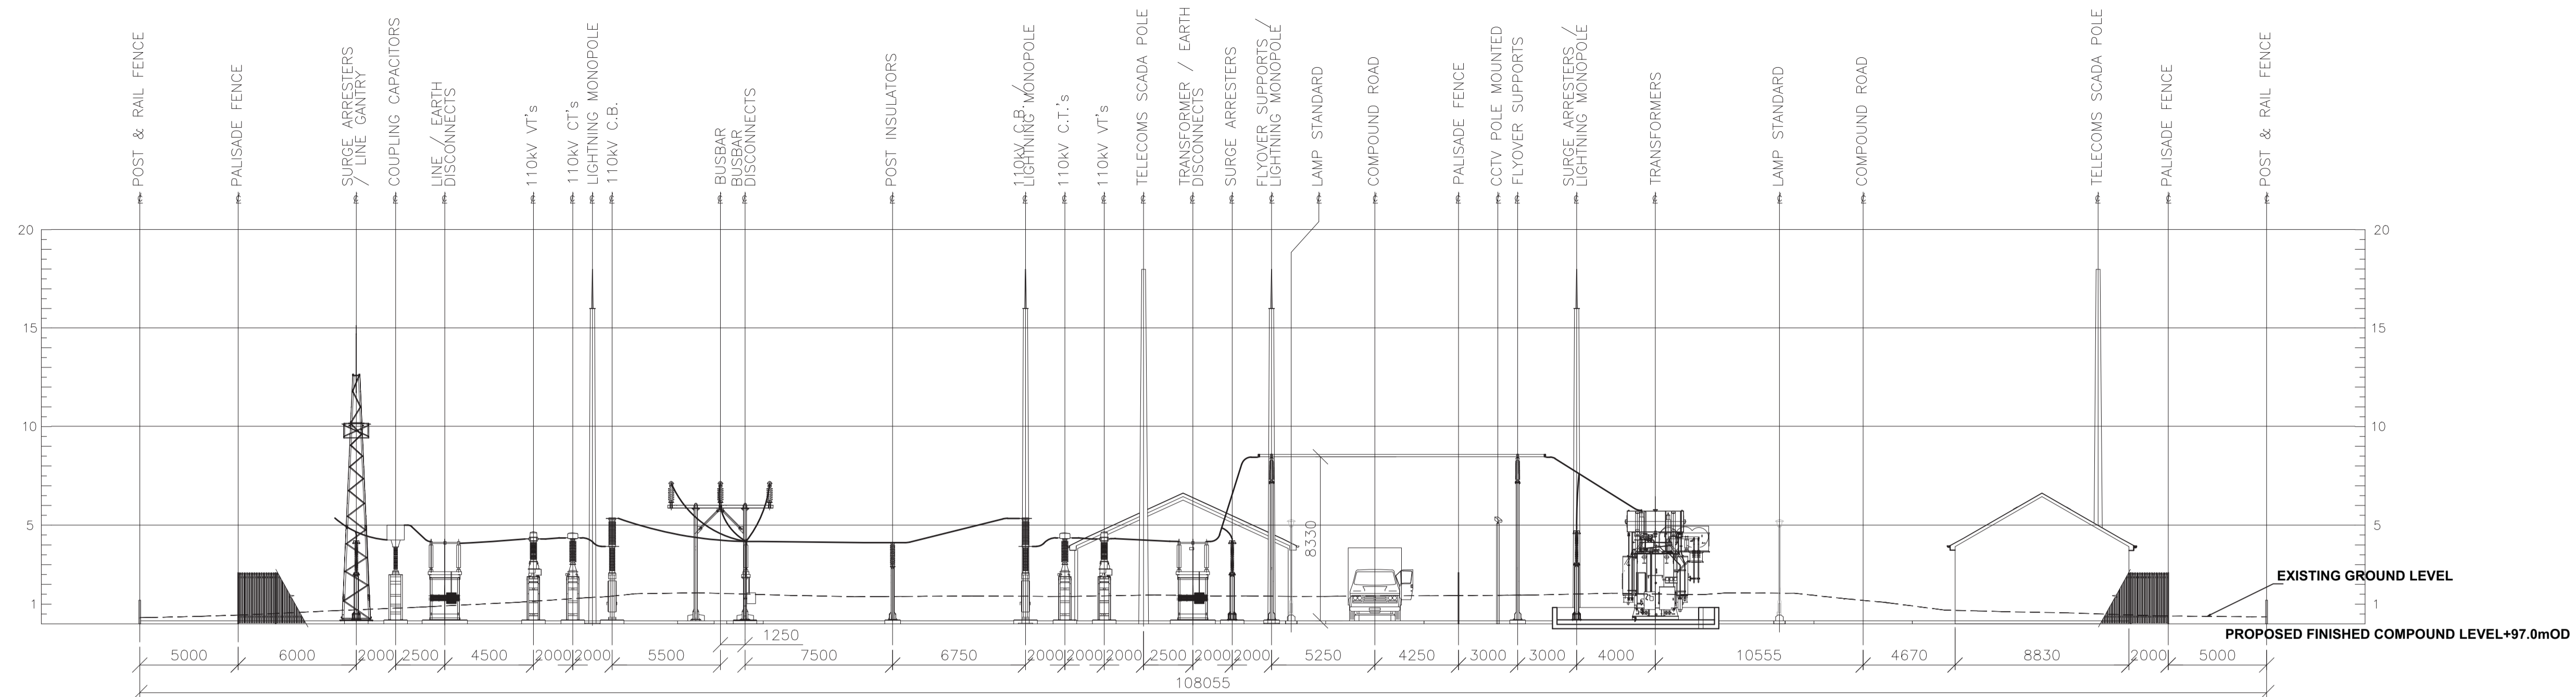 POST & RAIL FENCE
PALISADE FENCE
SURGE ARRESTERS
/ LINE GANTRY
COUPLING CAPACITORS
LINE / EARTH
DISCONNECTS
110kV VT's
110kV CT's
LIGHTNING MONOPOLE
110kV C.B.
BUSBAR
BUSBAR
DISCONNECTS
POST INSULATORS
110kV C.B. /
LIGHTNING MONOPOLE
110kV C.T.'s
110kV VT's
TELECOMS SCADA POLE
TRANSFORMER / EARTH
DISCONNECTS
SURGE ARRESTERS
FLYOVER SUPPORTS /
LIGHTNING MONOPOLE
LAMP STANDARD
COMPOUND ROAD
PALISADE FENCE
CCTV POLE MOUNTED
FLYOVER SUPPORTS
SURGE ARRESTERS /
LIGHTNING MONOPOLE
TRANSFORMERS
LAMP STANDARD
COMPOUND ROAD
TELECOMS SCADA POLE
PALISADE FENCE
POST & RAIL FENCE
20
20
15
15
10
10
5
5
8330
EXISTING GROUND LEVEL
1
1
PROPOSED FINISHED COMPOUND LEVEL+97.0mOD
1250
5000
6000
2000
2500
4500
2000
2000
5500
7500
6750
2000
2000
2000
2500
2000
2000
5250
4250
3000
3000
4000
10555
4670
8830
2000
5000
108055